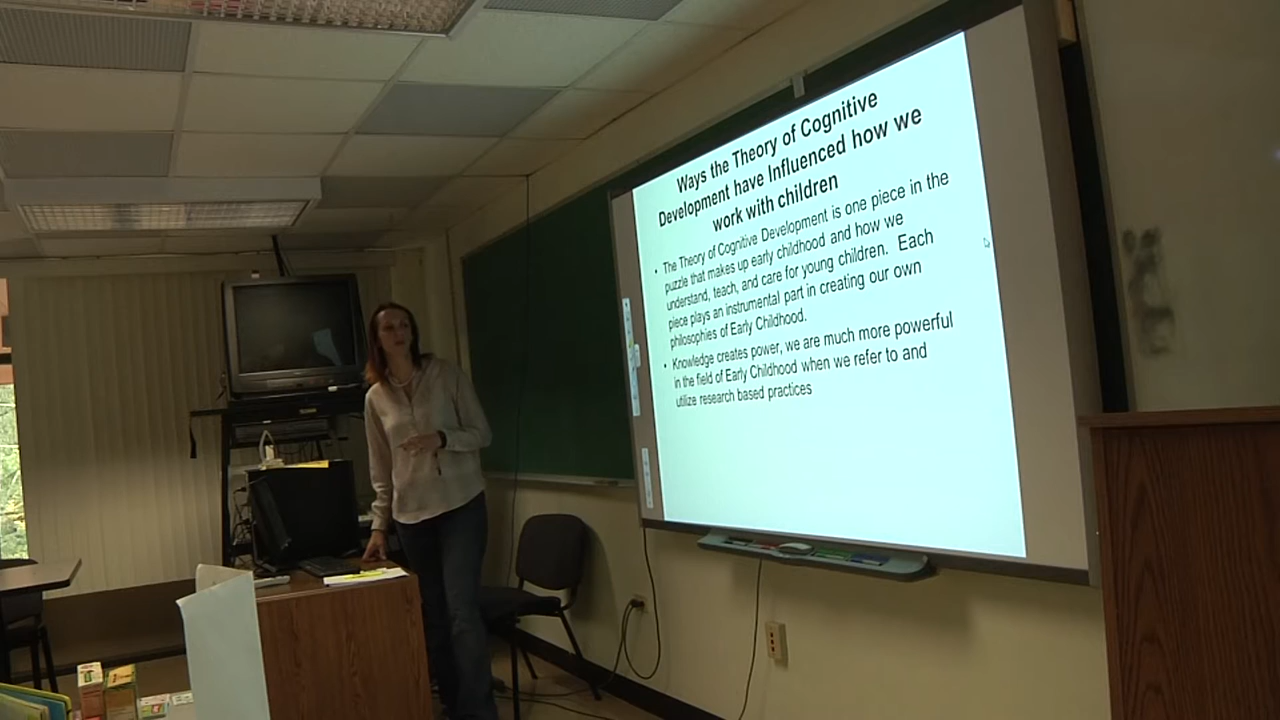 Ways the Theory of Cognitive
Development have Influenced how we
work with children
• The Theory of Cognitive Development is one piece in the
puzzle that makes up early childhood and how we
understand, teach, and care for young children. Each
piece plays an instrumental part in creating our own
philosophies of Early Childhood.
• Knowledge creates power, we are much more powerful
in the field of Early Childhood when we refer to and
utilize research based practices